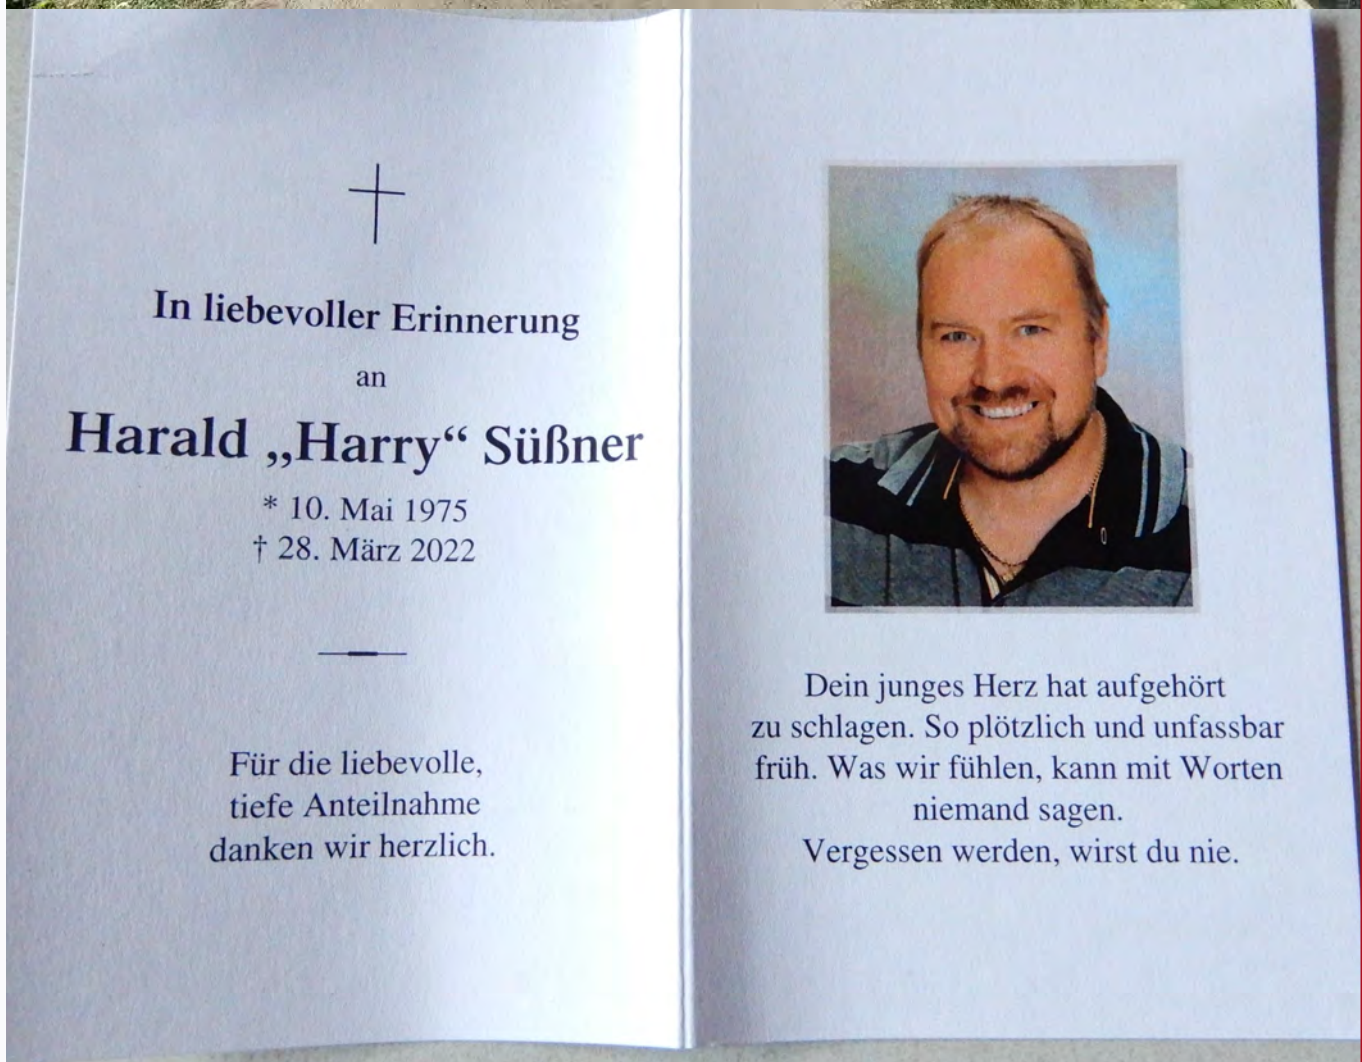 In liebevoller Erinnerung
an
Harald „Harry“ Süßner
* 10. Mai 1975
† 28. März 2022
Für die liebevolle,
tiefe Anteilnahme
danken wir herzlich.
Dein junges Herz hat aufgehört
zu schlagen. So plötzlich und unfassbar
früh. Was wir fühlen, kann mit Worten
niemand sagen.
Vergessen werden, wirst du nie.